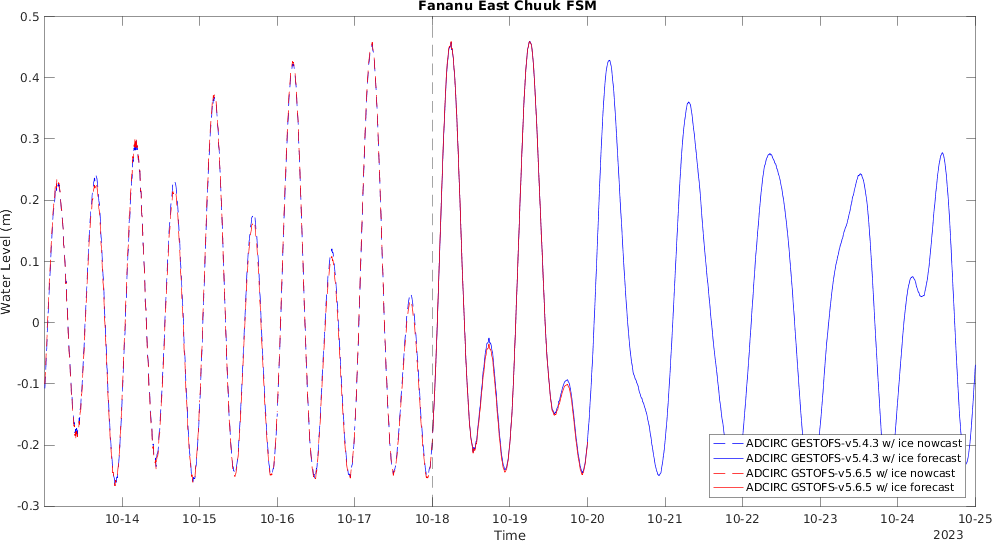 Fananu East Chuuk FSM
Water Level (m)
0.5
0.4
0.3
0.2
0.1
0
-0.1
-0.2
-0.3
ADCIRC GESTOFS-v5.4.3 w/ ice nowcast
ADCIRC GESTOFS-v5.4.3 w/ ice forecast
ADCIRC GSTOFS-v5.6.5 w/ ice nowcast
ADCIRC GSTOFS-v5.6.5 w/ ice forecast
10-14 10-15 10-16 10-17 10-18 10-19 10-20 10-21 10-22 10-23 10-24 10-25
Time
2023